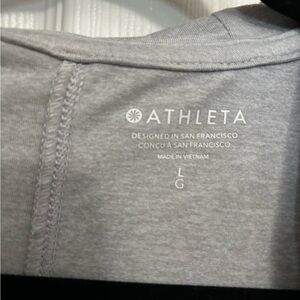 ATHLETA
DESIGNED IN SAN FRANCISCO
CONÇU À SAN FRANCISCO
MADE IN VIETNAM
L
G